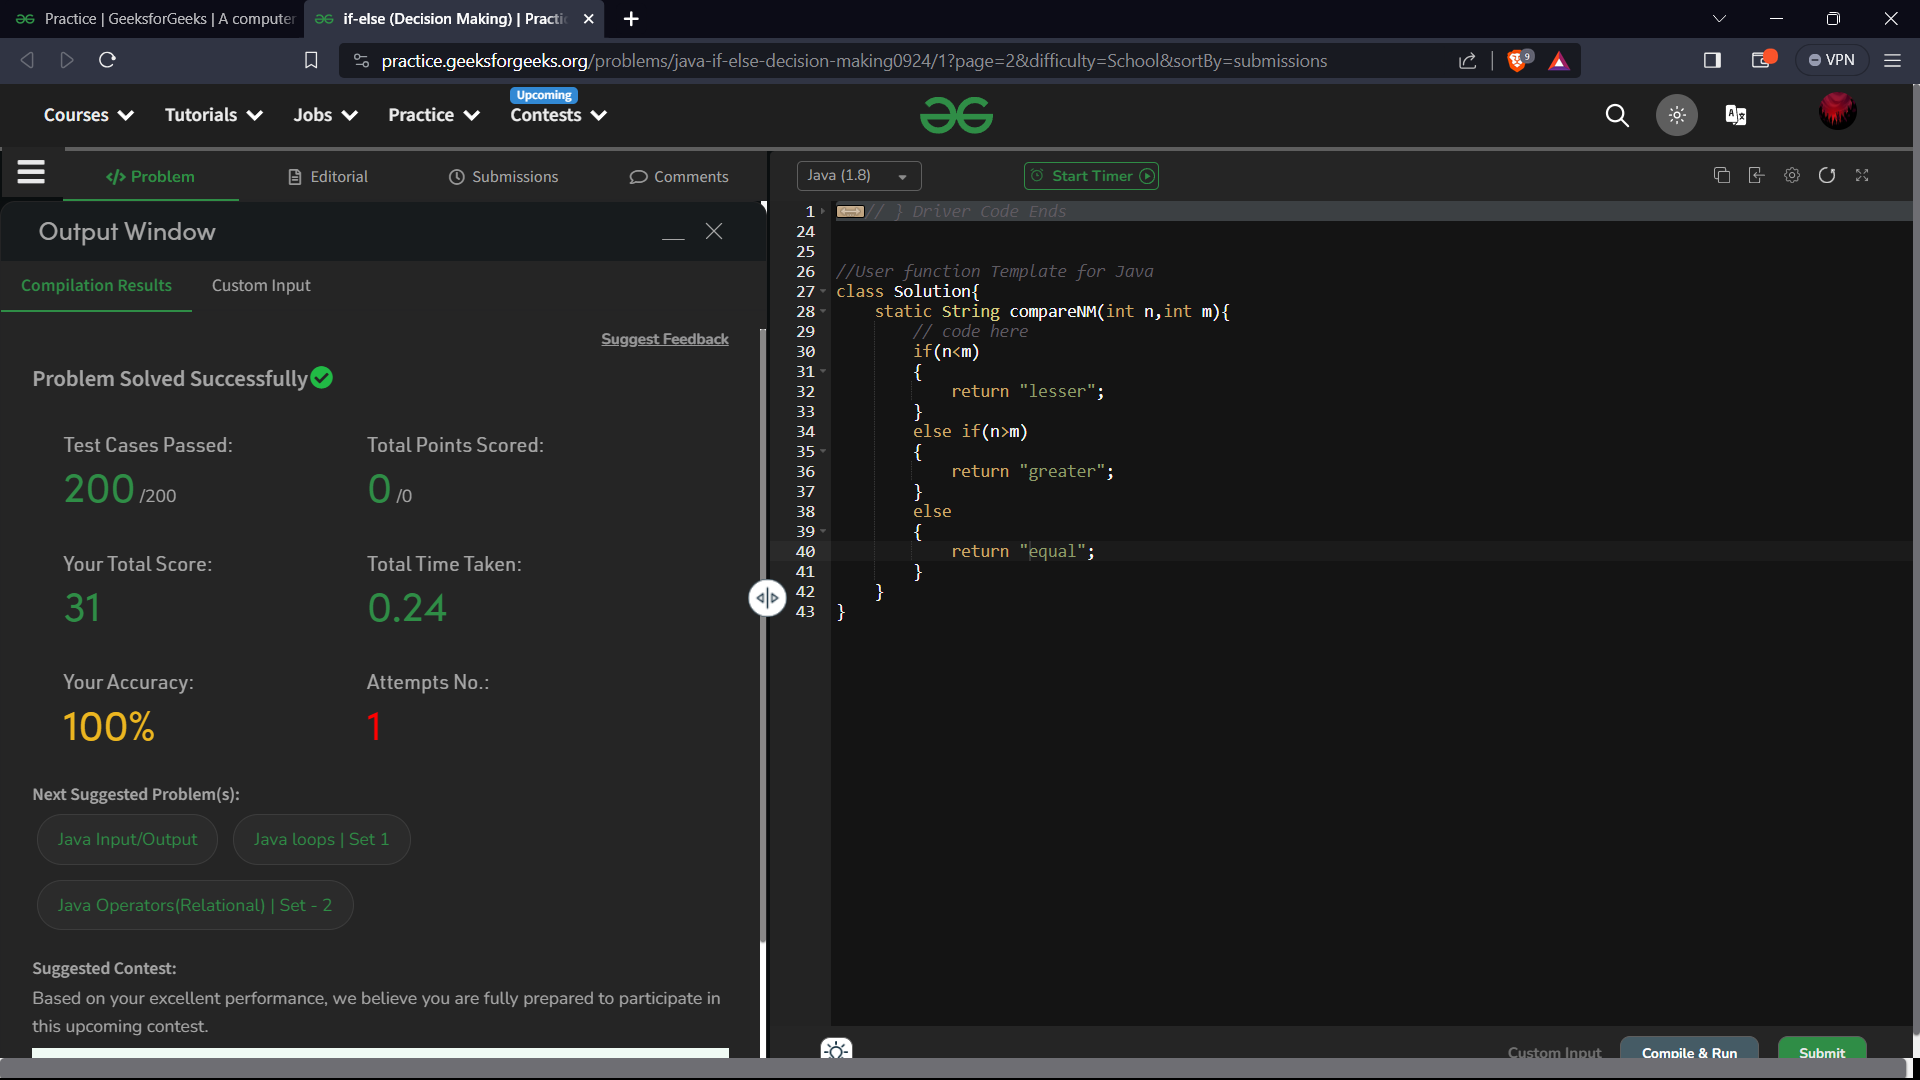 Practice | GeeksforGeeks | A computer
if-else (Decision Making) | Practi
practice.geeksforgeeks.org/problems/java-if-else-decision-making0924/1?page=2&difficulty=School&sortBy=submissions
9
VPN
Courses
Tutorials
Jobs
Practice
Upcoming
Contests
</> Problem
Editorial
Submissions
Comments
Output Window
Compilation Results
Custom Input
Suggest Feedback
Problem Solved Successfully
Test Cases Passed:
Total Points Scored:
200 /200
0 /0
Your Total Score:
Total Time Taken:
31
0.24
Your Accuracy:
Attempts No.:
100%
1
Next Suggested Problem(s):
Java Input/Output
Java loops | Set 1
Java Operators(Relational) | Set - 2
Suggested Contest:
Based on your excellent performance, we believe you are fully prepared to participate in
this upcoming contest.
Java (1.8)
Start Timer
1 // } Driver Code Ends
24
25
26 //User function Template for Java
27 class Solution{
28 static String compareNM(int n,int m){
29 // code here
30 if(n<m)
31 {
32 return "lesser";
33 }
34 else if(n>m)
35 {
36 return "greater";
37 }
38 else
39 {
40 return "equal";
41 }
42 }
43 }
Custom Input
Compile & Run
Submit